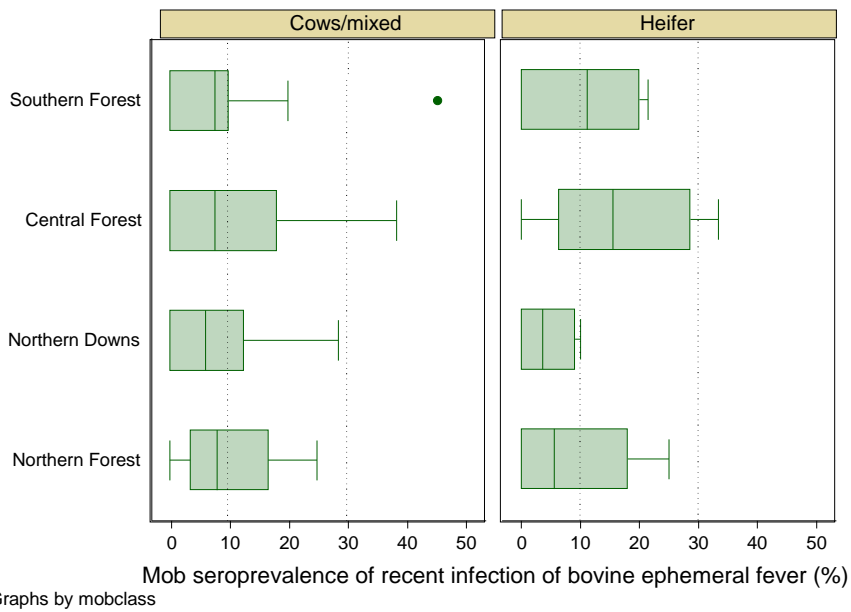 Cows/mixed Heifer
Southern Forest
Central Forest
Northern Downs
Northern Forest
0 10 20 30 40 50 0 10 20 30 40 50
Mob seroprevalence of recent infection of bovine ephemeral fever (%)
Graphs by mobclass